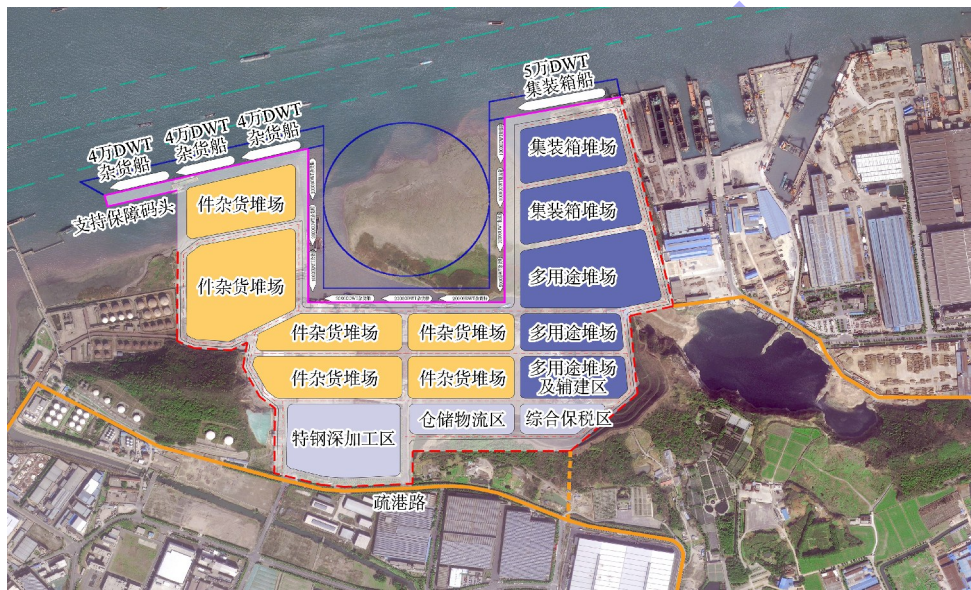 5万DWT
集装箱船
4万DWT
杂货船
4万DWT
杂货船
4万DWT
杂货船
支持保障码头
件杂货堆场
件杂货堆场
集装箱堆场
集装箱堆场
多用途堆场
件杂货堆场
件杂货堆场
多用途堆场
件杂货堆场
件杂货堆场
多用途堆场
及辅建区
特钢深加工区
仓储物流区
综合保税区
疏港路